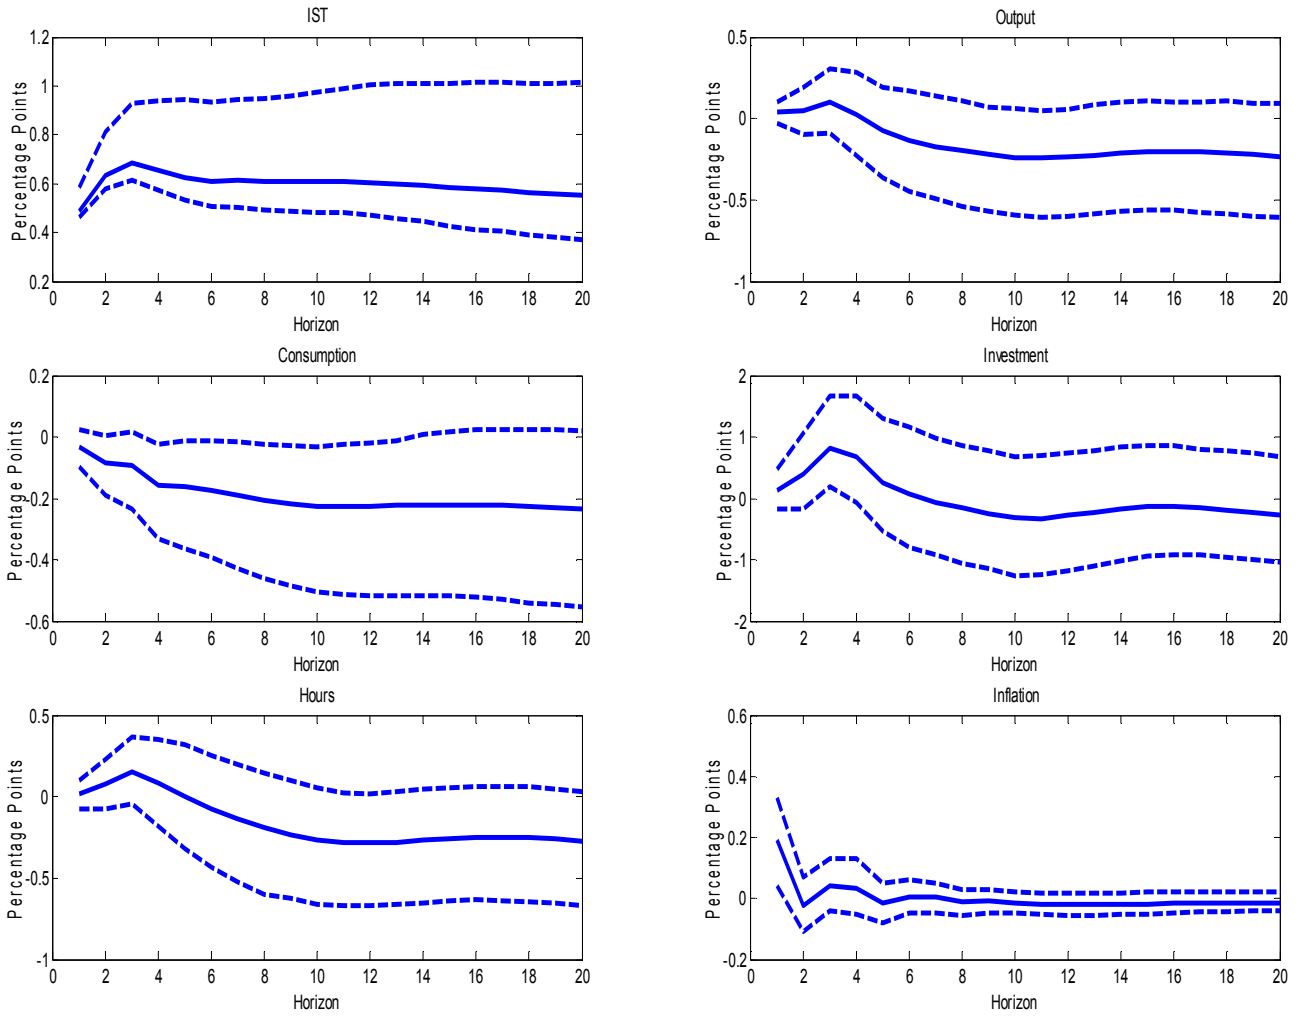 IST
Percentage Points
1.2
1
0.8
0.6
0.4
0.2
0 2 4 6 8 10 12 14 16 18 20
Horizon
Output
Percentage Points
0.5
0
-0.5
-1
0 2 4 6 8 10 12 14 16 18 20
Horizon
Consumption
Percentage Points
0.2
0
-0.2
-0.4
-0.6
0 2 4 6 8 10 12 14 16 18 20
Horizon
Investment
Percentage Points
2
1
0
-1
-2
0 2 4 6 8 10 12 14 16 18 20
Horizon
Hours
Percentage Points
0.5
0
-0.5
-1
0 2 4 6 8 10 12 14 16 18 20
Horizon
Inflation
Percentage Points
0.6
0.4
0.2
0
-0.2
0 2 4 6 8 10 12 14 16 18 20
Horizon